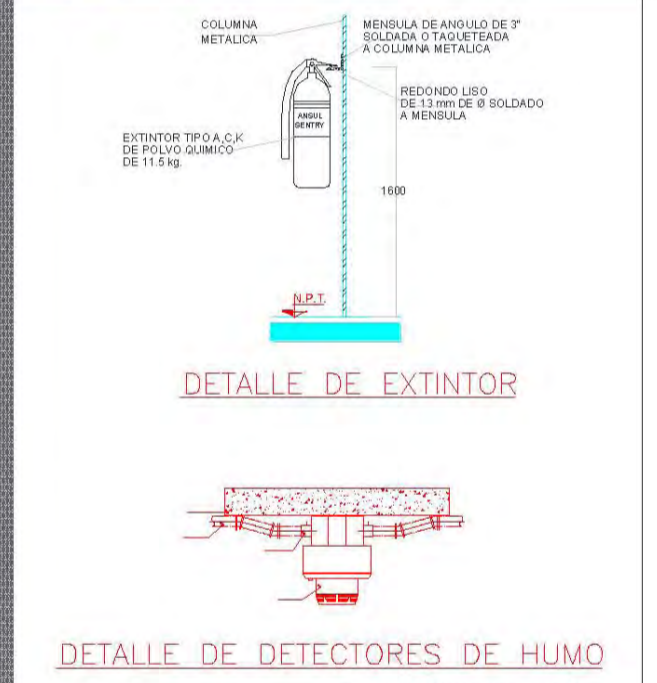 COLUMNA
METALICA
MENSULA DE ANGULO DE 3"
SOLDADA O TAQUETEADA
A COLUMNA METALICA
REDONDO LISO
DE 13 mm DE Ø SOLDADO
A MENSULA
ANGUL
SENTRY
EXTINTOR TIPO A,C,K
DE POLVO QUIMICO
DE 11.5 kg.
1600
N.P.T.
DETALLE DE EXTINTOR
DETALLE DE DETECTORES DE HUMO